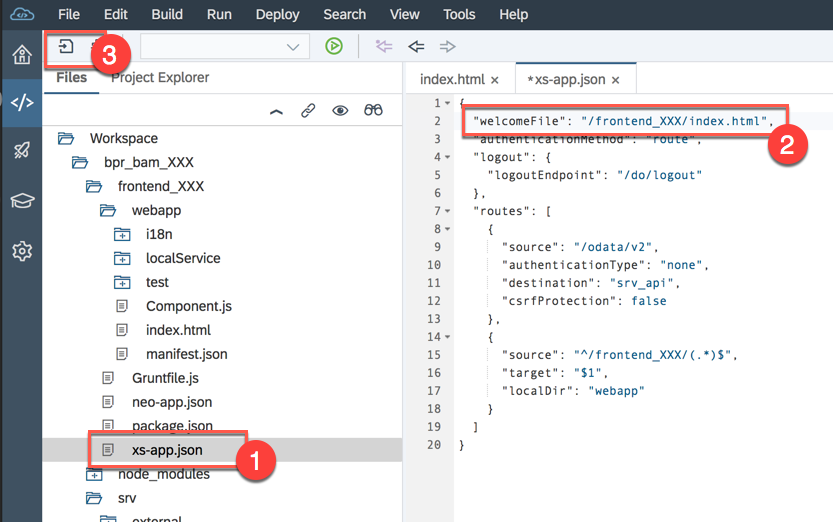 File Edit Build Run Deploy Search View Tools Help
3
Files Project Explorer
index.html ×
*xs-app.json ×
Workspace
bpr_bam_XXX
frontend_XXX
webapp
i18n
localService
test
Component.js
index.html
manifest.json
Gruntfile.js
neo-app.json
package.json
xs-app.json
1
node_modules
srv
external
1 {
2 "welcomeFile": "/frontend_XXX/index.html",
2
3 "authenticationMethod": "route",
4 "logout": {
5 "logoutEndpoint": "/do/logout"
6 },
7 "routes": [
8 {
9 "source": "/odata/v2",
10 "authenticationType": "none",
11 "destination": "srv_api",
12 "csrfProtection": false
13 },
14 {
15 "source": "^/frontend_XXX/(.*)$",
16 "target": "$1",
17 "localDir": "webapp"
18 }
19 ]
20 }